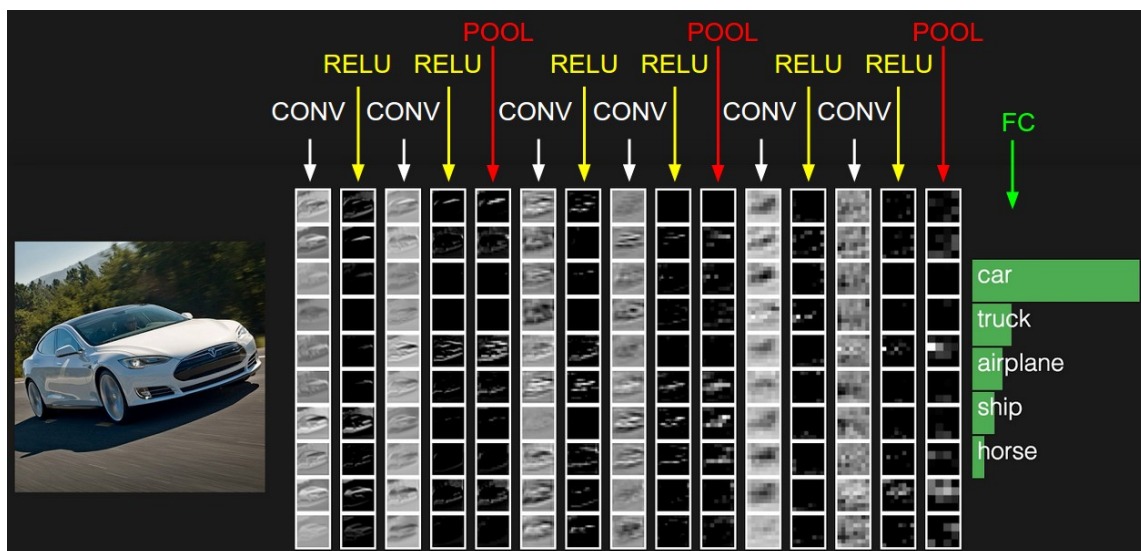 POOL POOL POOL
RELU RELU RELU RELU RELU RELU
CONV CONV CONV CONV CONV CONV
FC
car
truck
airplane
ship
horse